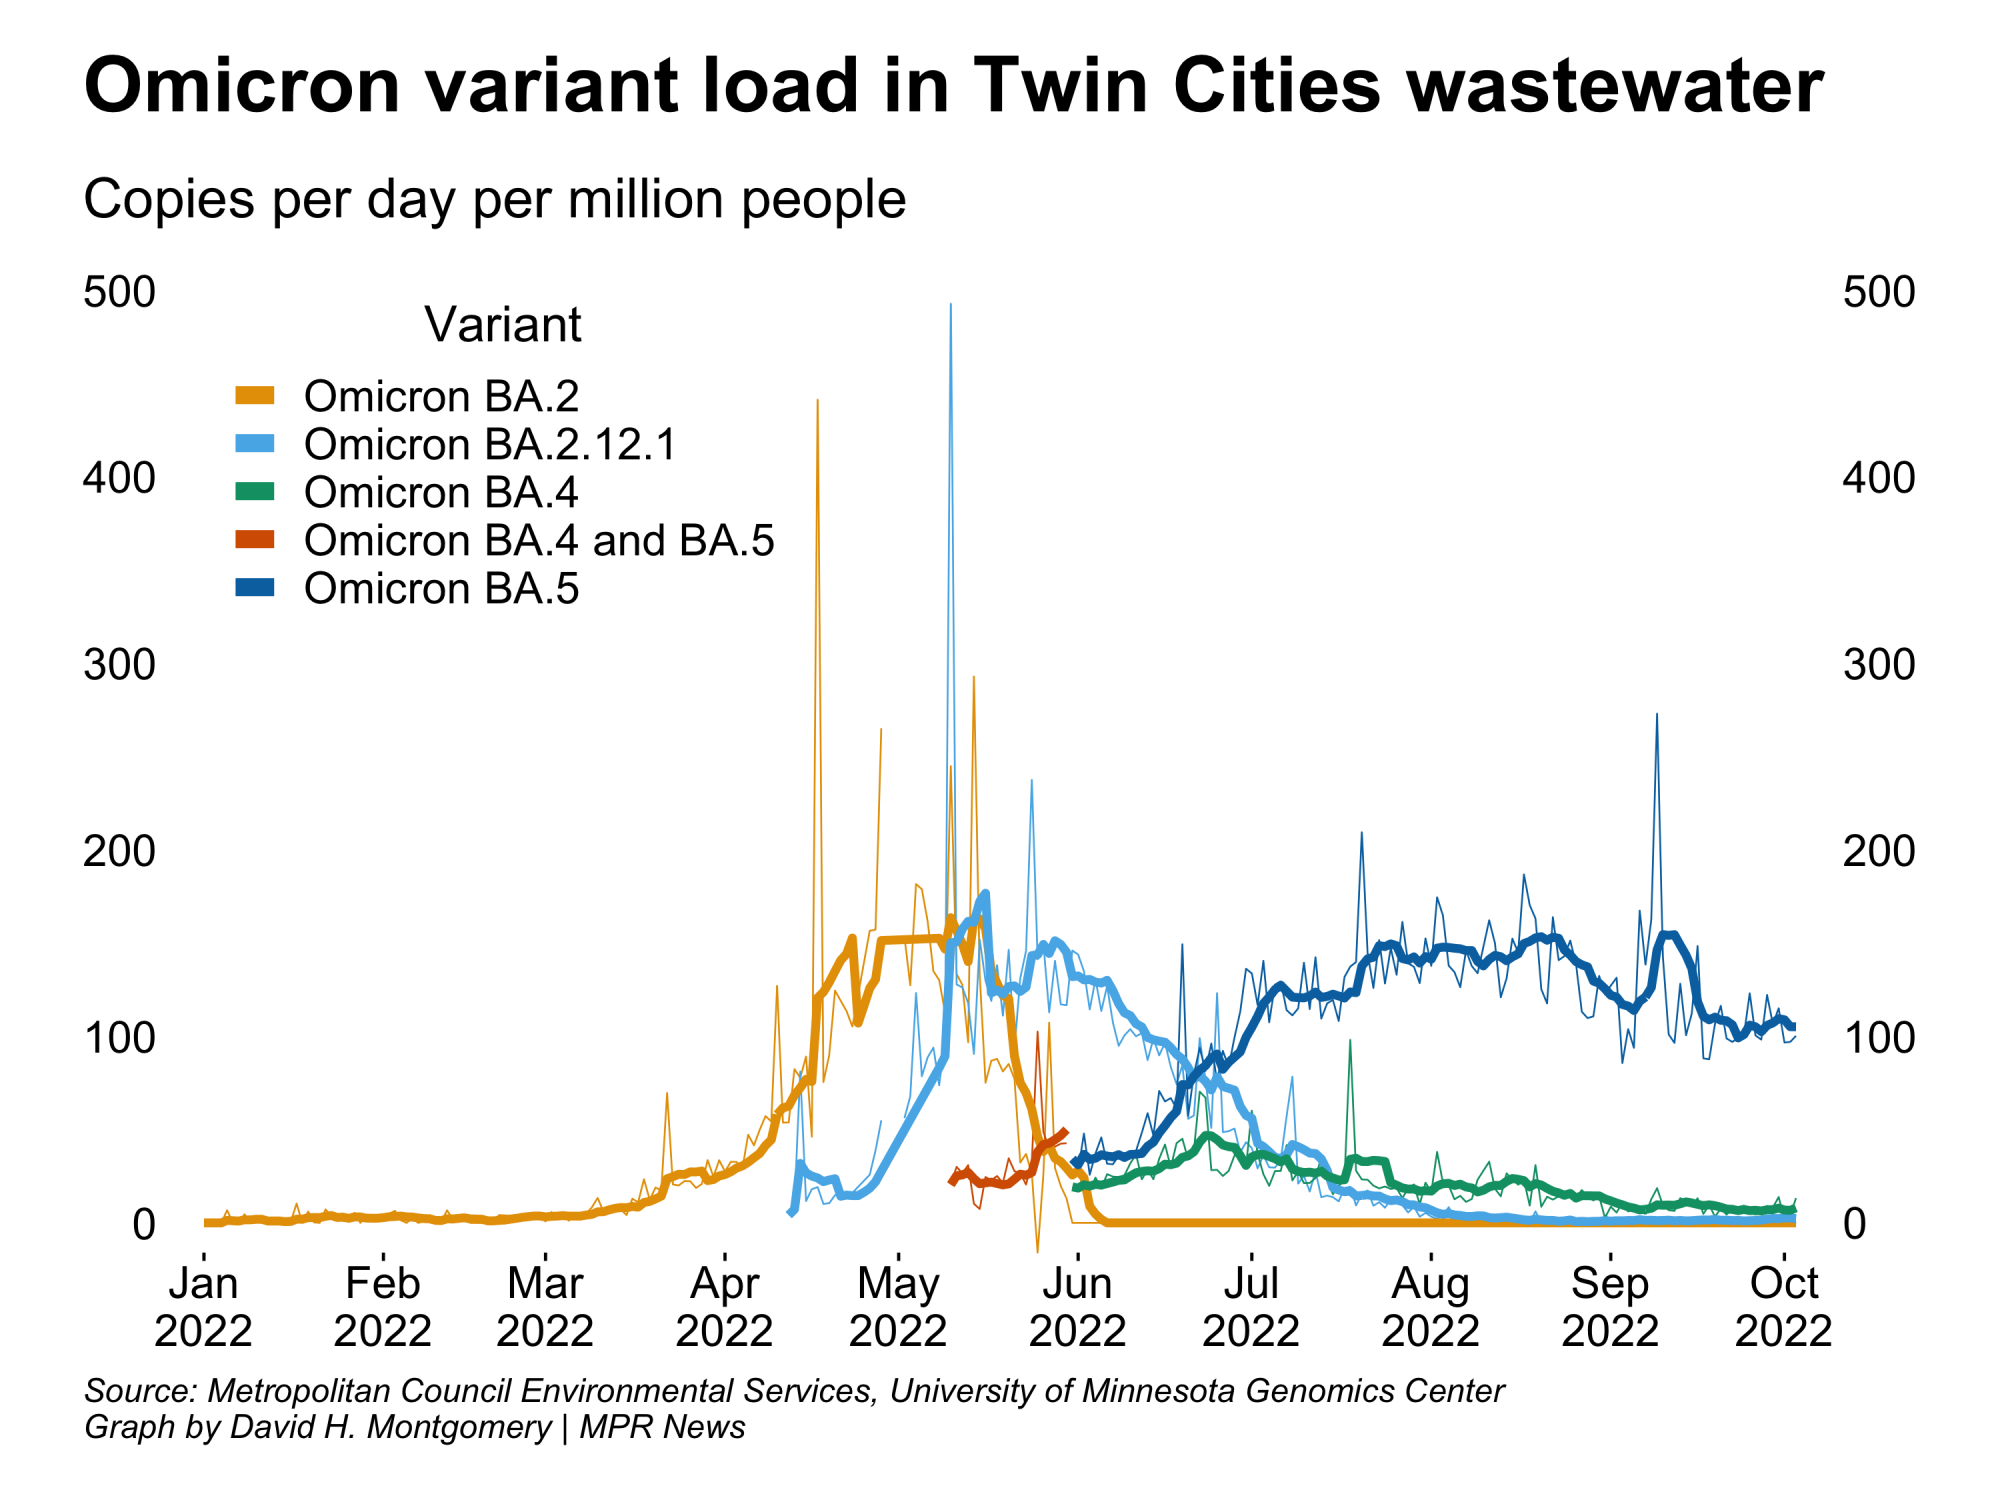 Omicron variant load in Twin Cities wastewater
Copies per day per million people
500 500
Variant
Omicron BA.2
Omicron BA.2.12.1
400 400
Omicron BA.4
Omicron BA.4 and BA.5
Omicron BA.5
300 300
200 200
100 100
0 0
Jan Feb Mar Apr May Jun Jul Aug Sep Oct
2022 2022 2022 2022 2022 2022 2022 2022 2022 2022
Source: Metropolitan Council Environmental Services, University of Minnesota Genomics Center
Graph by David H. Montgomery | MPR News